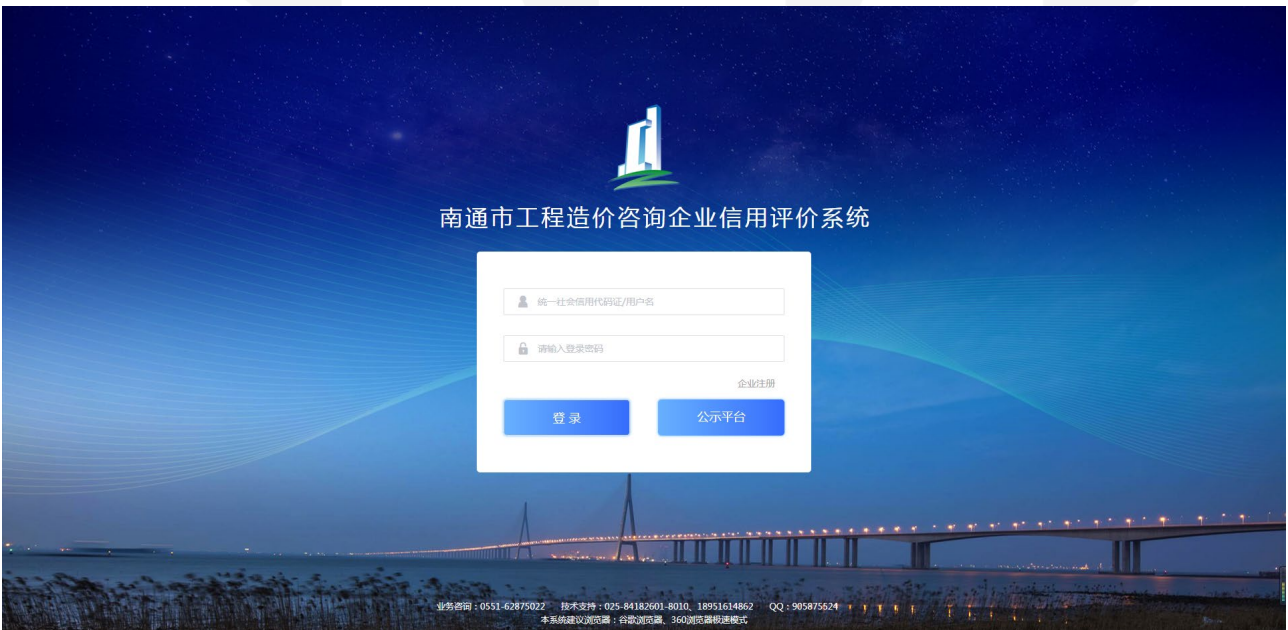 南通市工程造价咨询企业信用评价系统
统一社会信用代码证/用户名
请输入登录密码
企业注册
登 录
公示平台
业务咨询：0551-62875022 技术支持：025-84182601-8010、18951614862 QQ：905875624
本系统建议浏览器：谷歌浏览器、360浏览器极速模式